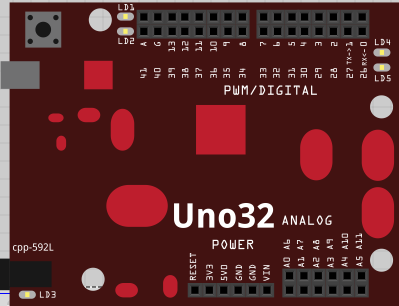 LD1
LD2
A G 13 12 11 10 9 8 7 6 5 4 3 2 TX->1 RX<-0
41 40 39 38 37 36 35 34 33 32 31 30 29 28 27 26
LD4
LD5
PWM/DIGITAL
Uno32
ANALOG
cpp-592L
POWER
RESET 3V3 5V0 GND GND VIN
A6 A7 A8 A9 A10 A11
A0 A1 A2 A3 A4 A5
LD3